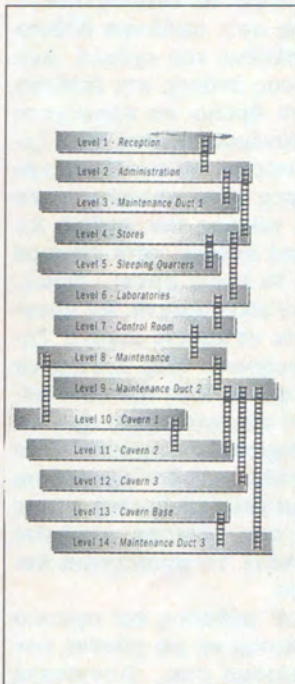 Level 1 - Reception
Level 2 - Administration
Level 3 - Maintenance Duct 1
Level 4 - Stores
Level 5 - Sleeping Quarters
Level 6 - Laboratories
Level 7 - Control Room
Level 8 - Maintenance
Level 9 - Maintenance Duct 2
Level 10 - Cavern 1
Level 11 - Cavern 2
Level 12 - Cavern 3
Level 13 - Cavern Base
Level 14 - Maintenance Duct 3